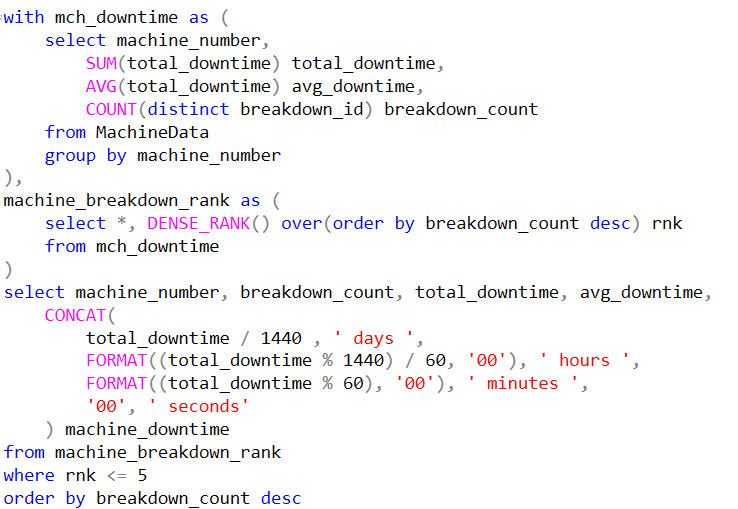 with mch_downtime as (
    select machine_number,
        SUM(total_downtime) total_downtime,
        AVG(total_downtime) avg_downtime,
        COUNT(distinct breakdown_id) breakdown_count
    from MachineData
    group by machine_number
),
machine_breakdown_rank as (
    select *, DENSE_RANK() over(order by breakdown_count desc) rnk
    from mch_downtime
)
select machine_number, breakdown_count, total_downtime, avg_downtime,
    CONCAT(
        total_downtime / 1440 , ' days ',
        FORMAT((total_downtime % 1440) / 60, '00'), ' hours ',
        FORMAT((total_downtime % 60), '00'), ' minutes ',
        '00', ' seconds'
    ) machine_downtime
from machine_breakdown_rank
where rnk <= 5
order by breakdown_count desc